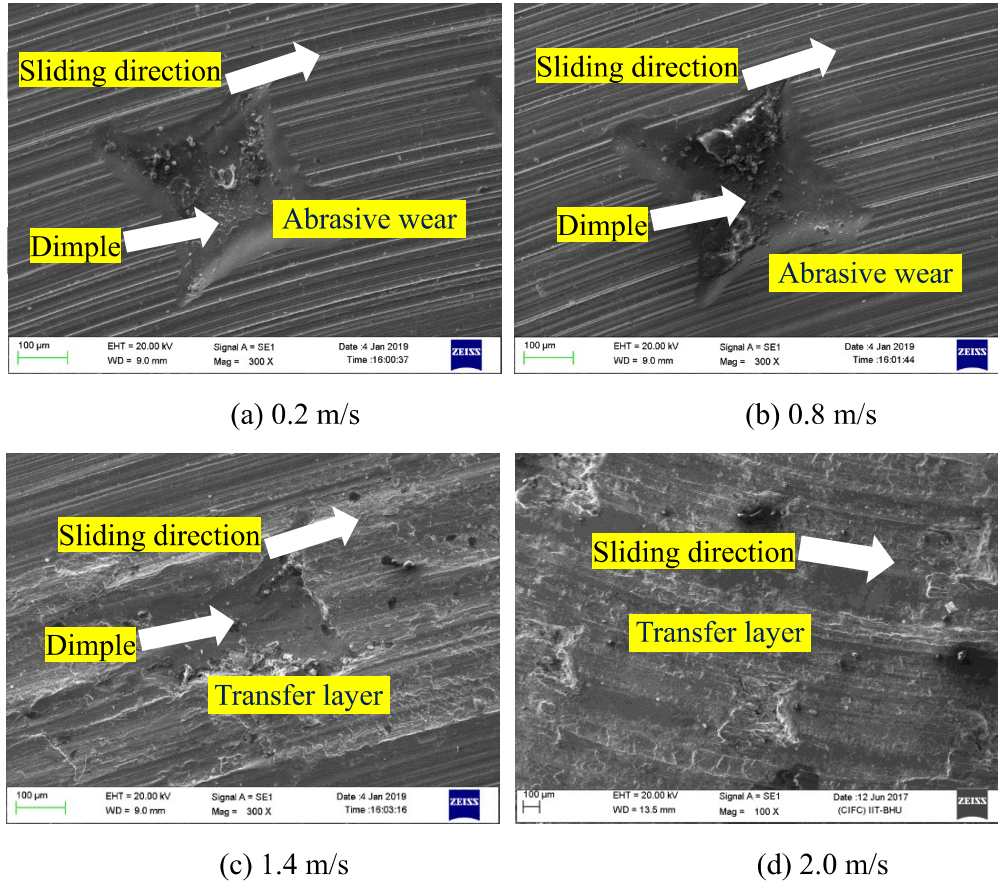 Sliding direction
Dimple
Abrasive wear
100 µm
EHT = 20.00 kV
WD = 9.0 mm
Signal A = SE1
Mag = 300 X
Date :4 Jan 2019
Time :16:00:37
ZEISS
(a) 0.2 m/s
Sliding direction
Dimple
Abrasive wear
100 µm
EHT = 20.00 kV
WD = 9.0 mm
Signal A = SE1
Mag = 300 X
Date :4 Jan 2019
Time :16:01:44
ZEISS
(b) 0.8 m/s
Sliding direction
Dimple
Transfer layer
100 µm
EHT = 20.00 kV
WD = 9.0 mm
Signal A = SE1
Mag = 300 X
Date :4 Jan 2019
Time :16:03:16
ZEISS
(c) 1.4 m/s
Sliding direction
Transfer layer
100 µm
EHT = 20.00 kV
WD = 13.5 mm
Signal A = SE1
Mag = 100 X
Date :12 Jun 2017
(CIFC) IIT-BHU
ZEISS
(d) 2.0 m/s